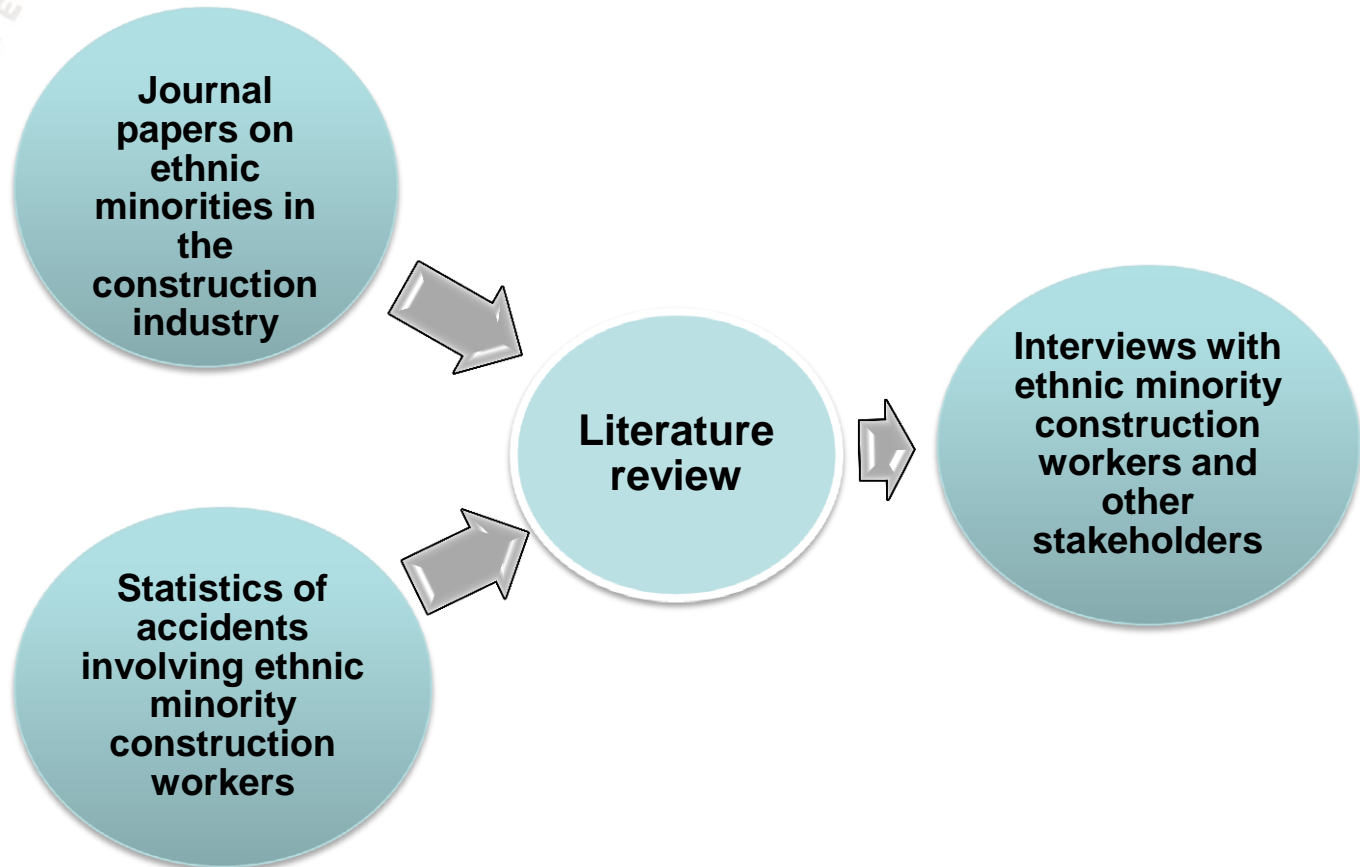 Journal
papers on
ethnic
minorities in
the
construction
industry
Statistics of
accidents
involving ethnic
minority
construction
workers
Literature
review
Interviews with
ethnic minority
construction
workers and
other
stakeholders